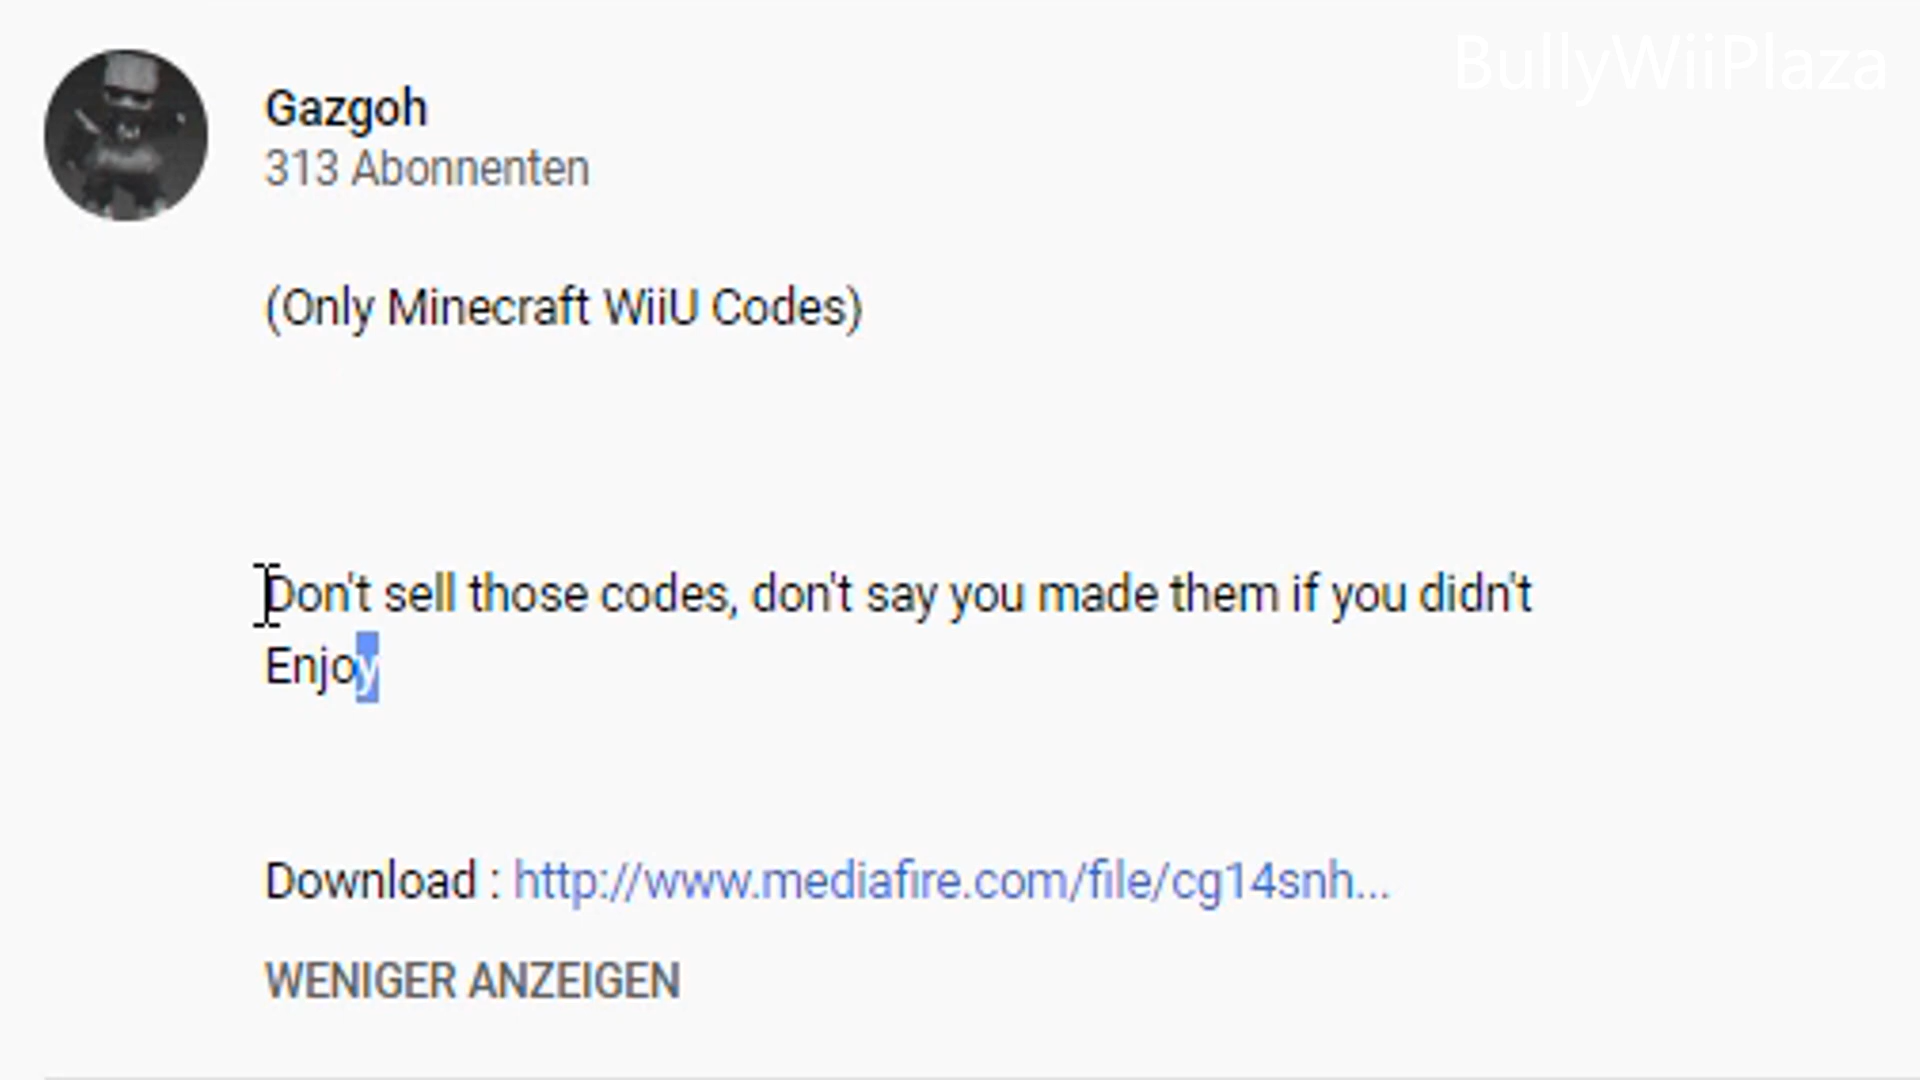 BullyWiiPlaza
Gazgoh
313 Abonnenten
(Only Minecraft WiiU Codes)
Don't sell those codes, don't say you made them if you didn't
Enjoy
Download : http://www.mediafire.com/file/cg14snh...
WENIGER ANZEIGEN